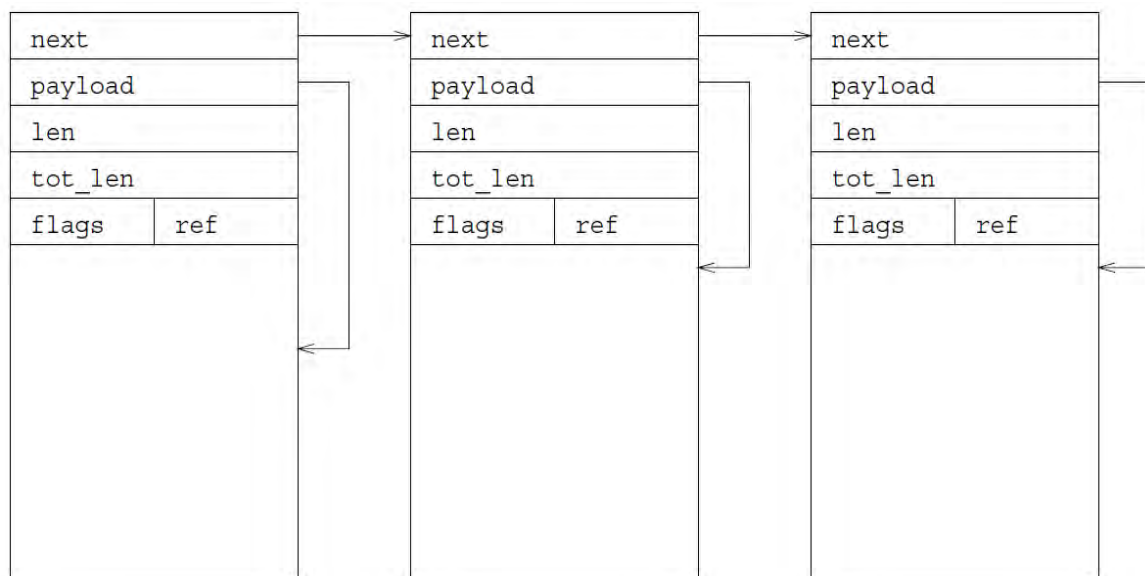 next next next
payload payload payload
len len len
tot_len tot_len tot_len
flags ref flags ref flags ref